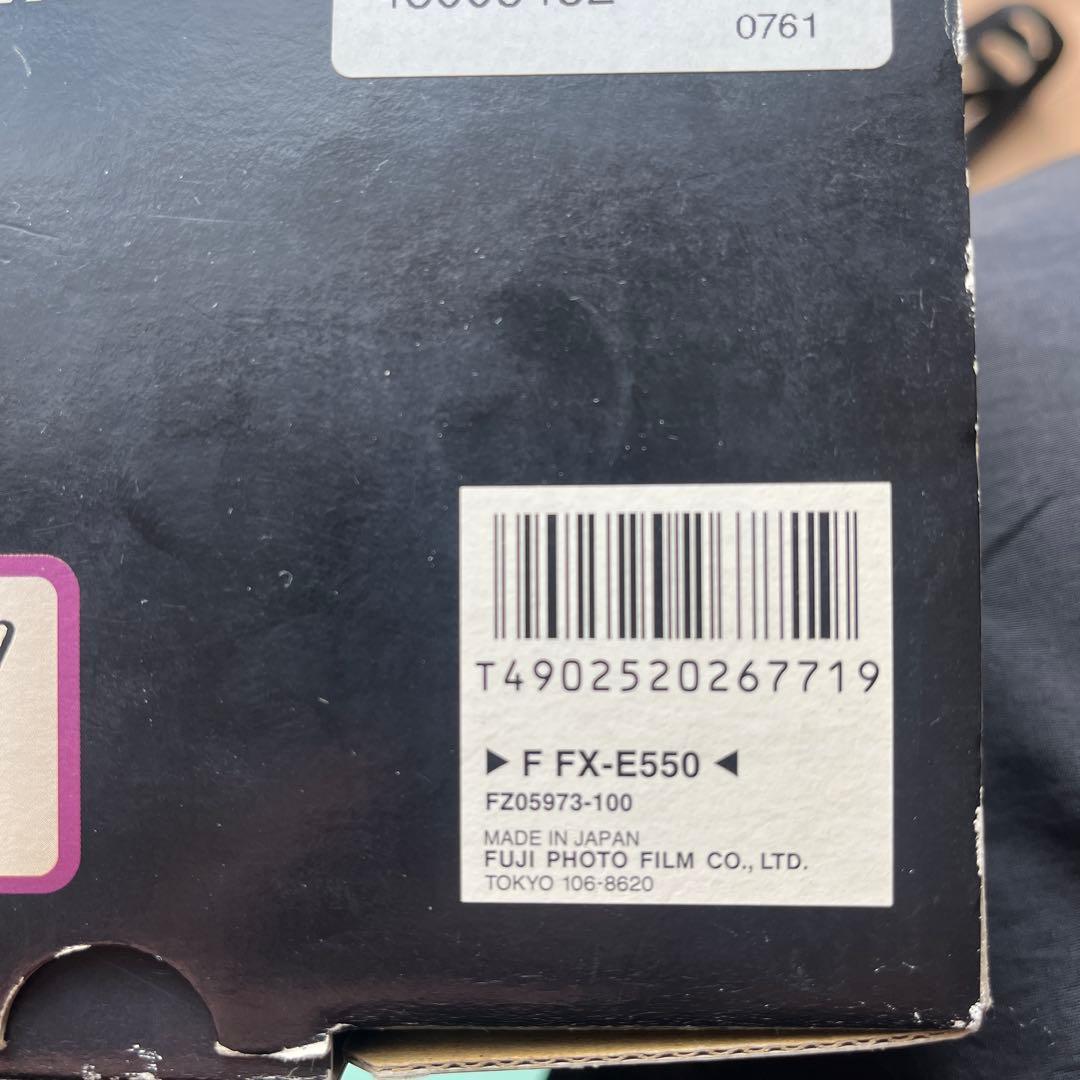 0761
T4902520267719
▶ F FX-E550 ◀
FZ05973-100
MADE IN JAPAN
FUJI PHOTO FILM CO., LTD.
TOKYO 106-8620